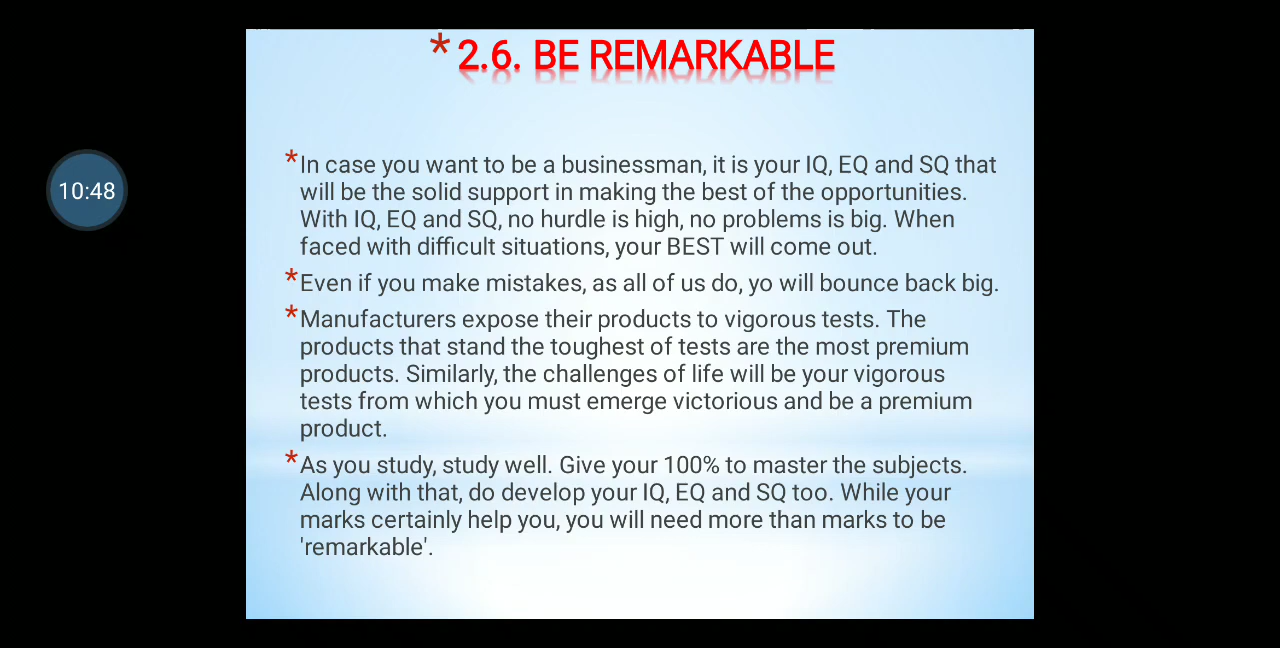 * 2.6. BE REMARKABLE
10:48
*In case you want to be a businessman, it is your IQ, EQ and SQ that
will be the solid support in making the best of the opportunities.
With IQ, EQ and SQ, no hurdle is high, no problems is big. When
faced with difficult situations, your BEST will come out.
*Even if you make mistakes, as all of us do, yo will bounce back big.
*Manufacturers expose their products to vigorous tests. The
products that stand the toughest of tests are the most premium
products. Similarly, the challenges of life will be your vigorous
tests from which you must emerge victorious and be a premium
product.
*As you study, study well. Give your 100% to master the subjects.
Along with that, do develop your IQ, EQ and SQ too. While your
marks certainly help you, you will need more than marks to be
'remarkable'.